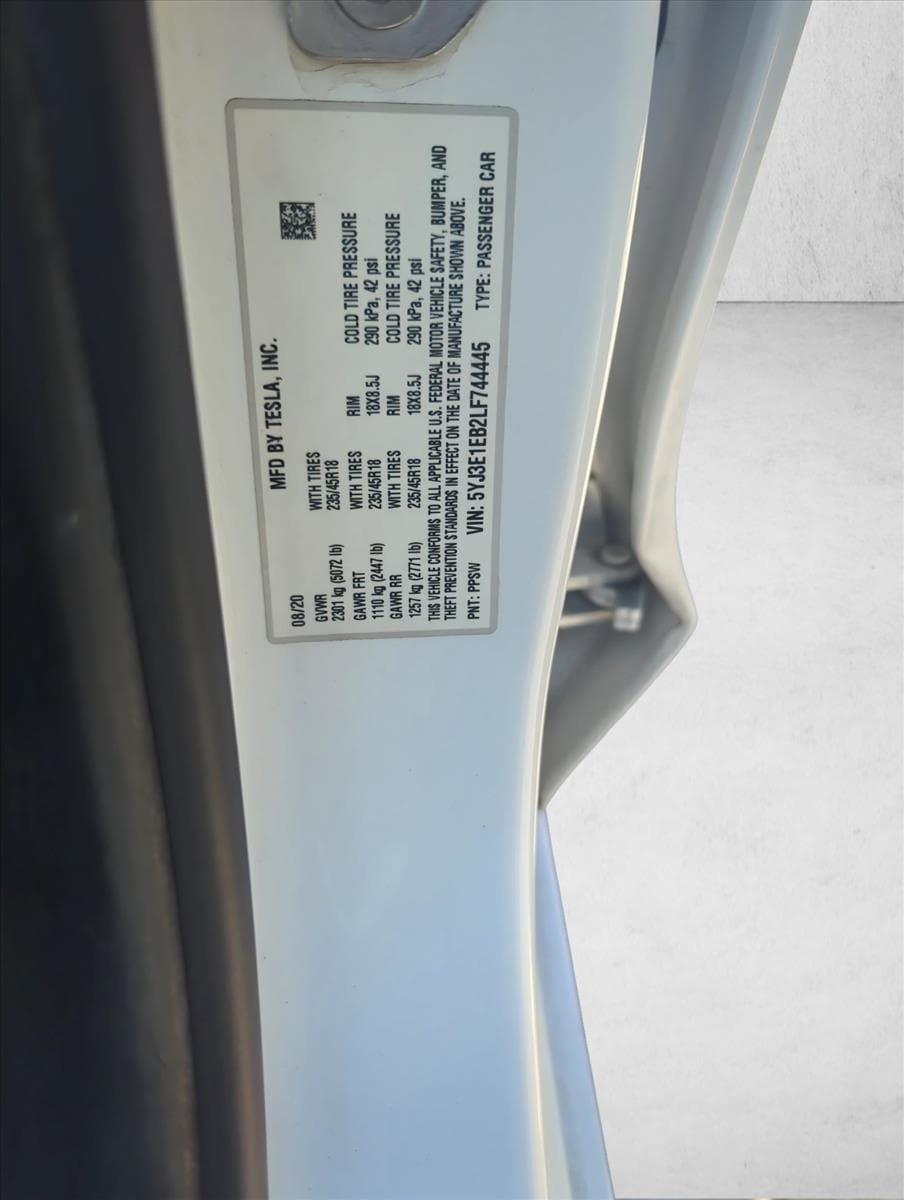 MFD BY TESLA, INC.
08/20
GVWR WITH TIRES
2301 kg (5072 lb) 235/45R18
GAWR FRT WITH TIRES RIM COLD TIRE PRESSURE
1110 kg (2447 lb) 235/45R18 18X8.5J 290 kPa, 42 psi
GAWR RR WITH TIRES RIM COLD TIRE PRESSURE
1257 kg (2771 lb) 235/45R18 18X8.5J 290 kPa, 42 psi
THIS VEHICLE CONFORMS TO ALL APPLICABLE U.S. FEDERAL MOTOR VEHICLE SAFETY, BUMPER, AND
THEFT PREVENTION STANDARDS IN EFFECT ON THE DATE OF MANUFACTURE SHOWN ABOVE.
PNT: PPSW VIN: 5YJ3E1EB2LF744445 TYPE: PASSENGER CAR